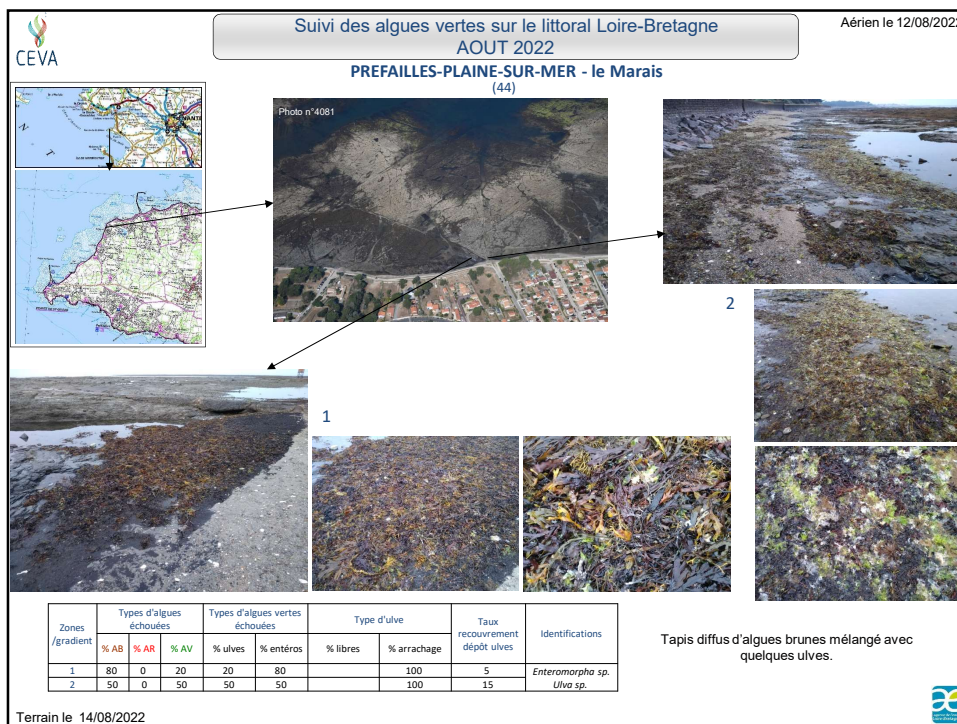 CEVA
Suivi des algues vertes sur le littoral Loire-Bretagne
AOUT 2022
Aérien le 12/08/2022
PREFAILLES-PLAINE-SUR-MER - le Marais
(44)
Photo n°4081
2
1
Zones /gradient | Types d'algues échouées | Types d'algues vertes échouées | Type d'ulve | Taux recouvrement dépôt ulves | Identifications
% AB | % AR | % AV | % ulves | % entéros | % libres | % arrachage
1 | 80 | 0 | 20 | 20 | 80 | | 100 | 5 | Enteromorpha sp.
2 | 50 | 0 | 50 | 50 | 50 | | 100 | 15 | Ulva sp.
Tapis diffus d'algues brunes mélangé avec
quelques ulves.
Terrain le 14/08/2022